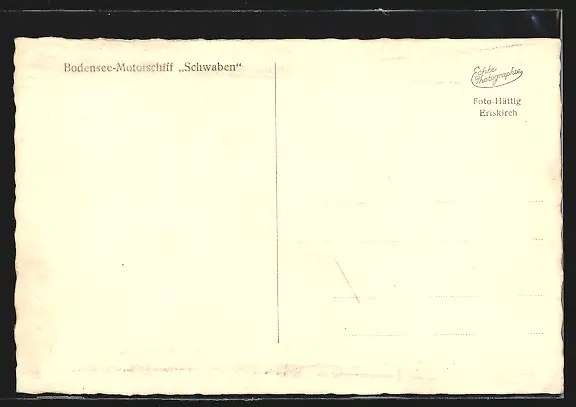 Bodensee-Motorschiff „Schwaben“
Echte
Photographie
Foto-Hättig
Eriskirch